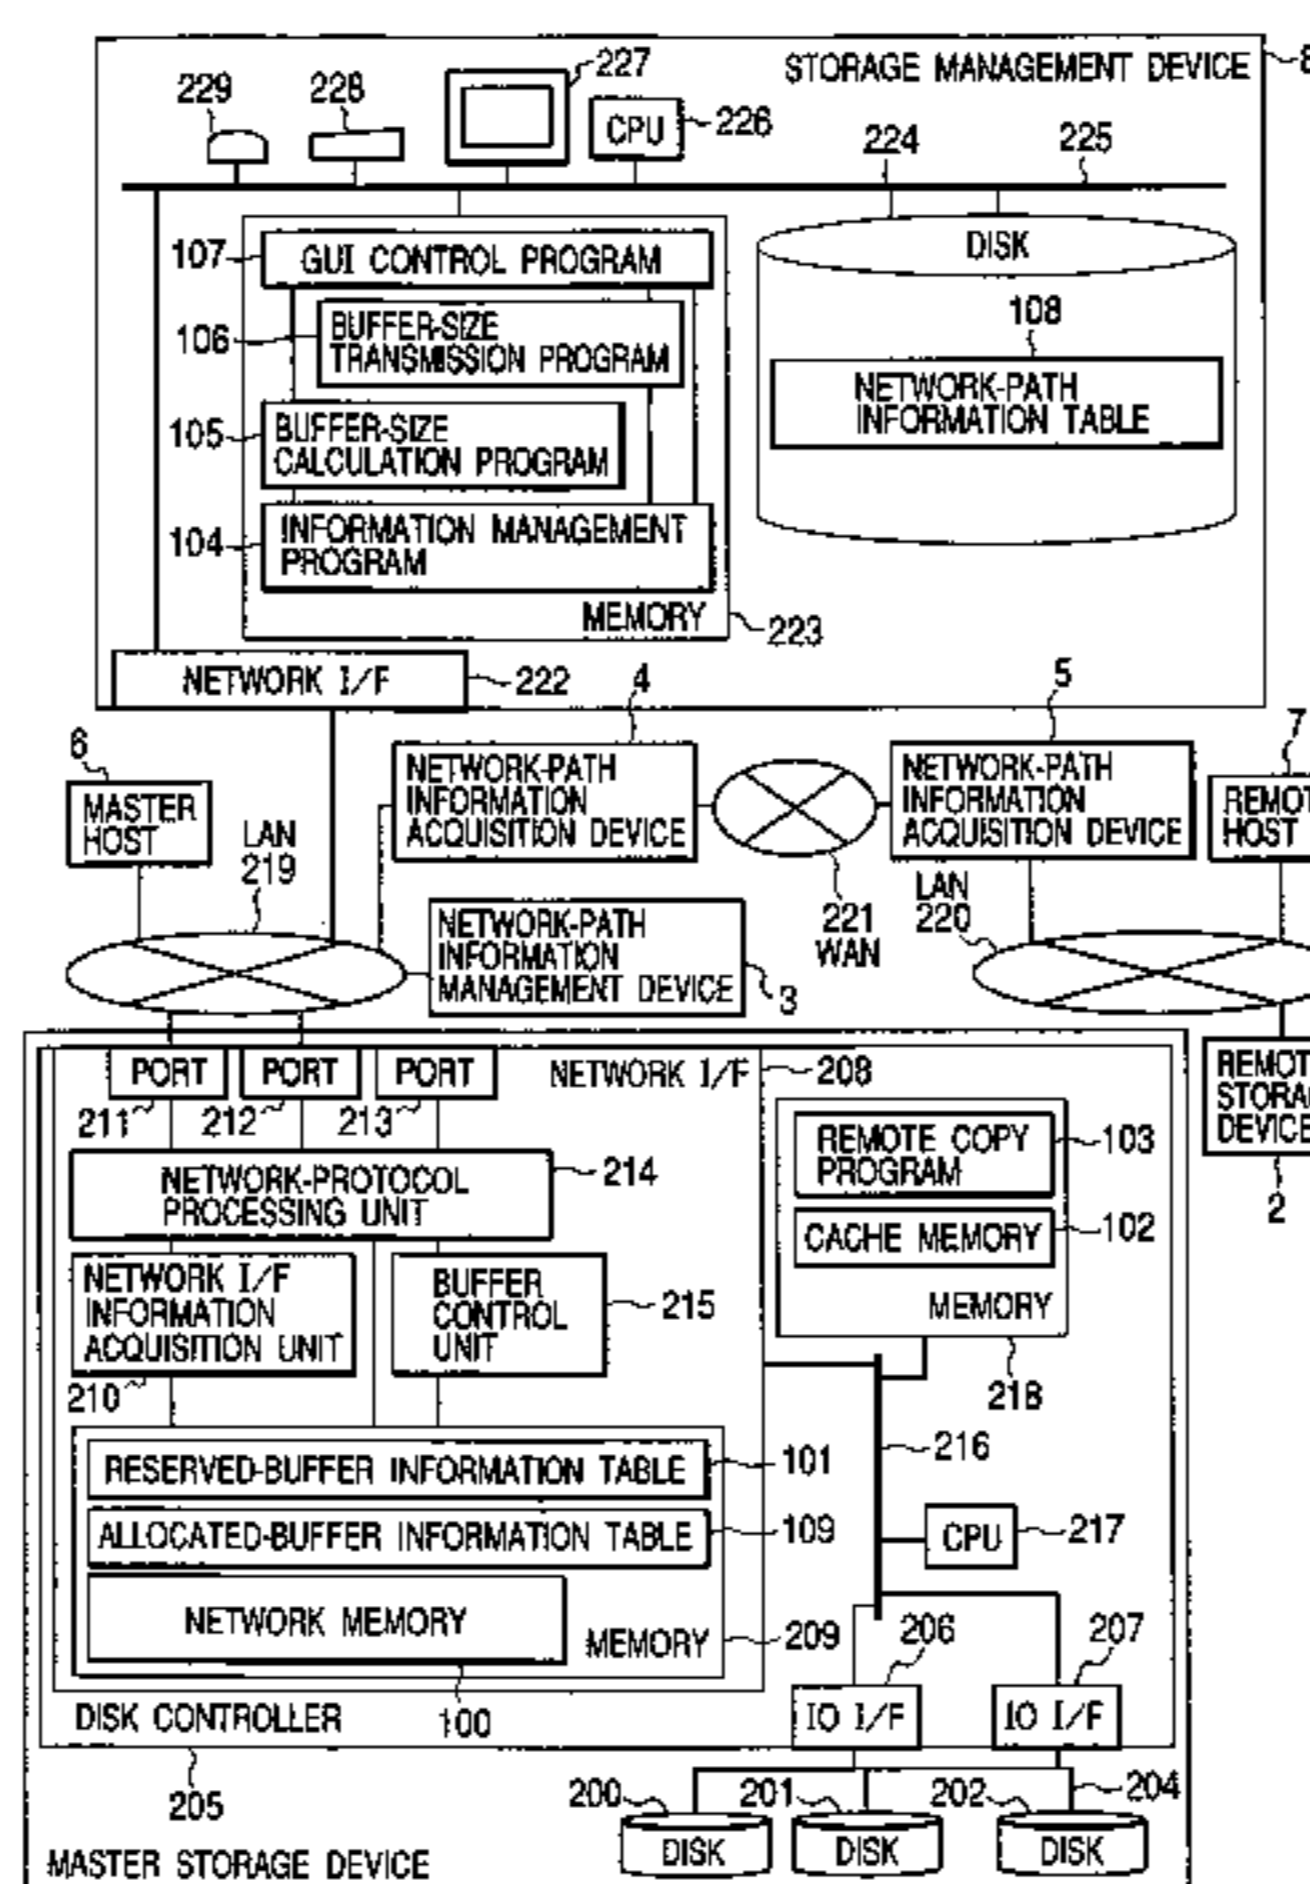 STORAGE MANAGEMENT DEVICE
8
229
228
227
CPU
226
224
225
107
GUI CONTROL PROGRAM
DISK
106
BUFFER-SIZE
TRANSMISSION PROGRAM
108
NETWORK-PATH
INFORMATION TABLE
105
BUFFER-SIZE
CALCULATION PROGRAM
104
INFORMATION MANAGEMENT
PROGRAM
MEMORY
223
NETWORK I/F
222
4
5
6
7
MASTER
HOST
LAN
219
NETWORK-PATH
INFORMATION
ACQUISITION DEVICE
221
WAN
NETWORK-PATH
INFORMATION
ACQUISITION DEVICE
REMOT
HOST
LAN
220
NETWORK-PATH
INFORMATION
MANAGEMENT DEVICE
3
PORT
PORT
PORT
NETWORK I/F
208
211
212
213
REMOT
STORA
DEVICE
2
NETWORK-PROTOCOL
PROCESSING UNIT
214
REMOTE COPY
PROGRAM
103
CACHE MEMORY
102
MEMORY
218
NETWORK I/F
INFORMATION
ACQUISITION UNIT
210
BUFFER
CONTROL
UNIT
215
216
RESERVED-BUFFER INFORMATION TABLE
101
ALLOCATED-BUFFER INFORMATION TABLE
109
CPU
217
NETWORK MEMORY
MEMORY
209
206
207
DISK CONTROLLER
100
IO I/F
IO I/F
205
200
201
202
204
DISK
DISK
DISK
MASTER STORAGE DEVICE